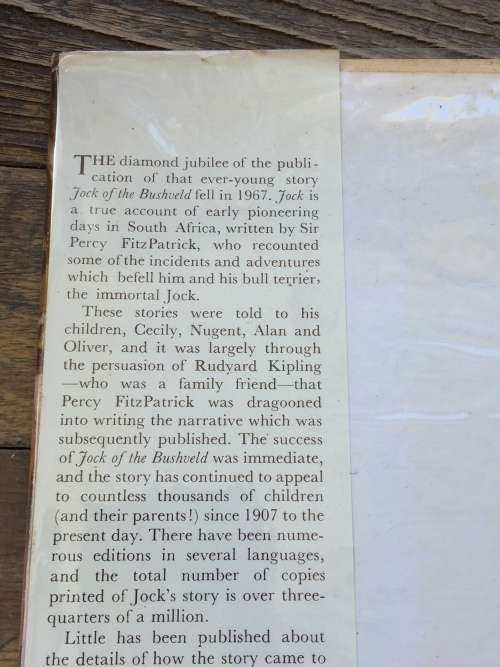 THE diamond jubilee of the publi-
cation of that ever-young story
Jock of the Bushveld fell in 1967. Jock is
a true account of early pioneering
days in South Africa, written by Sir
Percy FitzPatrick, who recounted
some of the incidents and adventures
which befell him and his bull terrier,
the immortal Jock.
These stories were told to his
children, Cecily, Nugent, Alan and
Oliver, and it was largely through
the persuasion of Rudyard Kipling
—who was a family friend—that
Percy FitzPatrick was dragooned
into writing the narrative which was
subsequently published. The success
of Jock of the Bushveld was immediate,
and the story has continued to appeal
to countless thousands of children
(and their parents!) since 1907 to the
present day. There have been nume-
rous editions in several languages,
and the total number of copies
printed of Jock's story is over three-
quarters of a million.
Little has been published about
the details of how the story came to